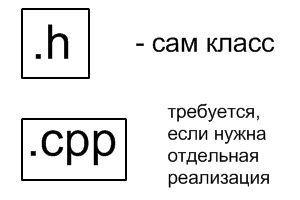 .h - сам класс
.cpp
требуется,
если нужна
отдельная
реализация